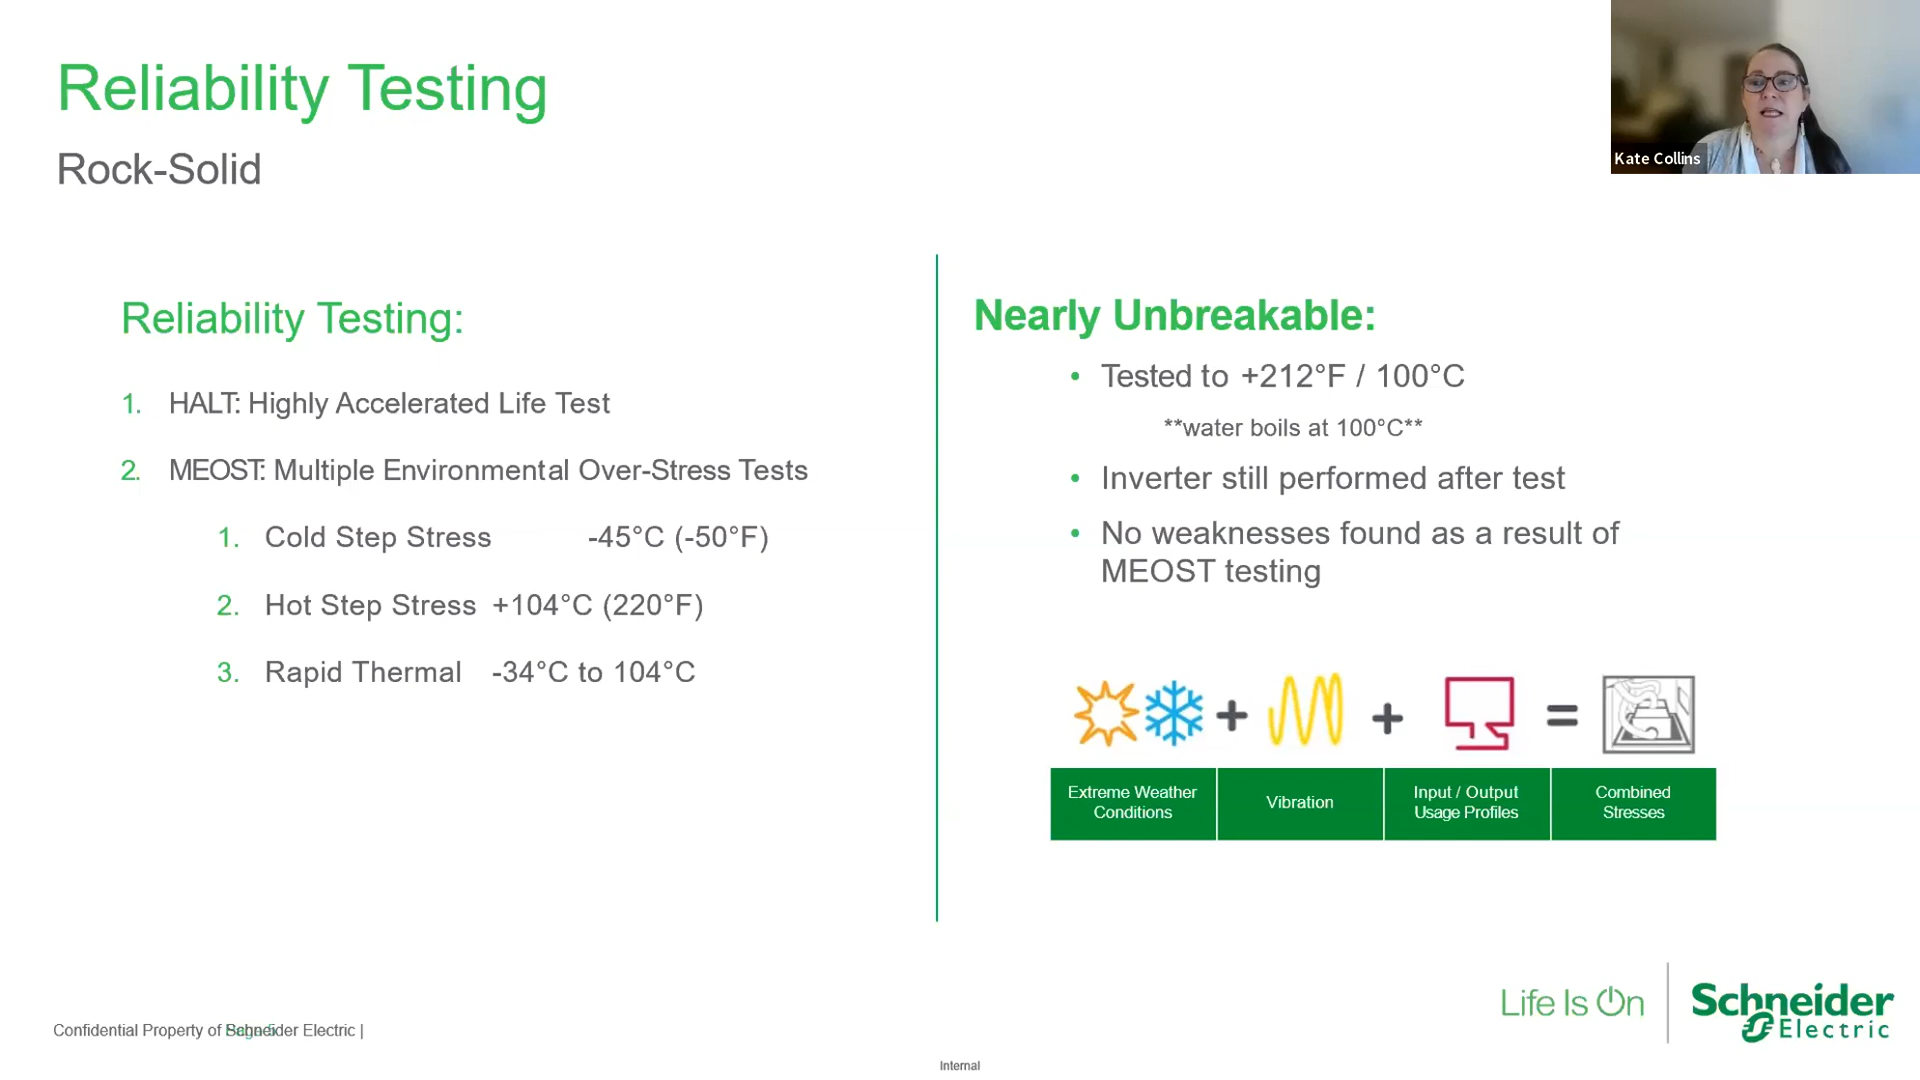 Reliability Testing
Rock-Solid
Kate Collins
Reliability Testing:
1. HALT: Highly Accelerated Life Test
2. MEOST: Multiple Environmental Over-Stress Tests
1. Cold Step Stress -45°C (-50°F)
2. Hot Step Stress +104°C (220°F)
3. Rapid Thermal -34°C to 104°C
Nearly Unbreakable:
• Tested to +212°F / 100°C
**water boils at 100°C**
• Inverter still performed after test
• No weaknesses found as a result of
MEOST testing
+ + =
Extreme Weather
Conditions
Vibration
Input / Output
Usage Profiles
Combined
Stresses
Life Is On
Schneider
Electric
Confidential Property of Schneider Electric |
Page 5
Internal